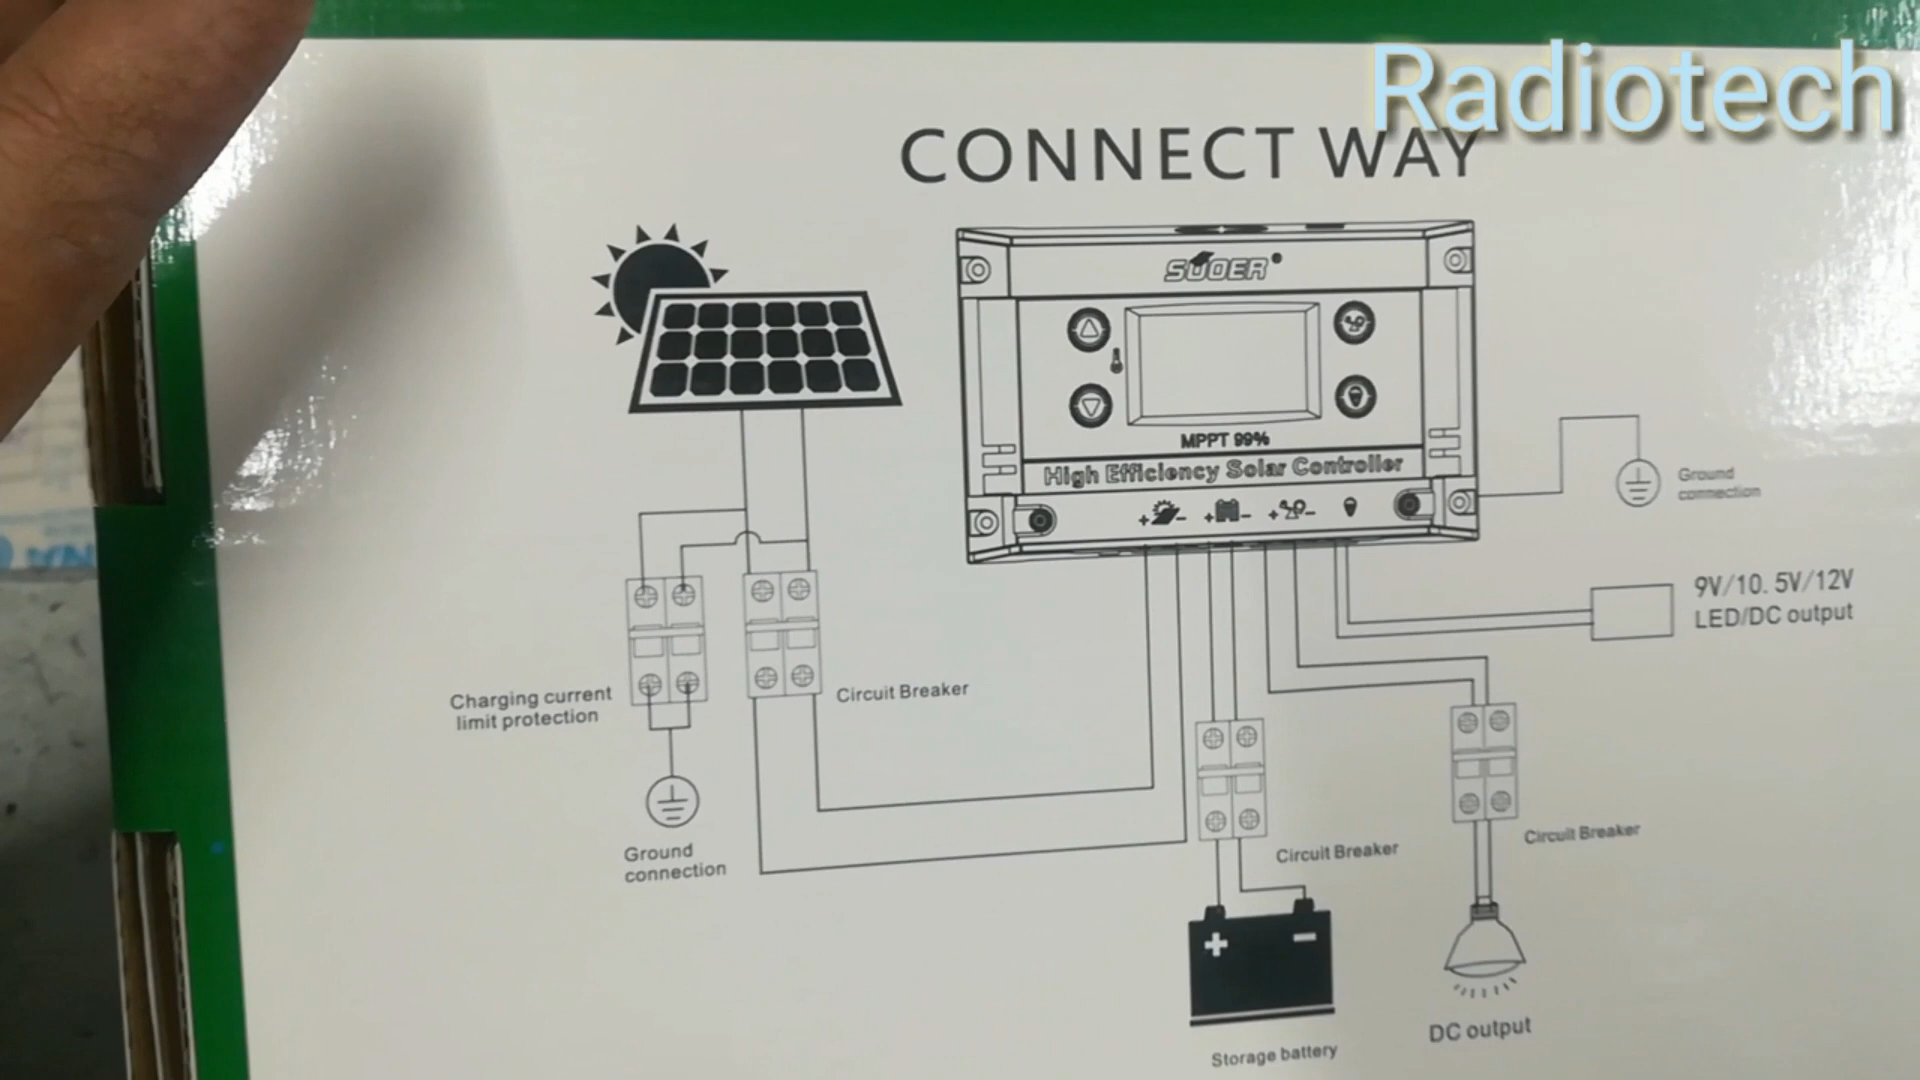 Radiotech
CONNECT WAY
SUOER
MPPT 99%
High Efficiency Solar Controller
+ - + - + -
Ground
connection
9V/10.5V/12V
LED/DC output
Charging current
limit protection
Circuit Breaker
Ground
connection
Circuit Breaker
Circuit Breaker
+ -
Storage battery
DC output